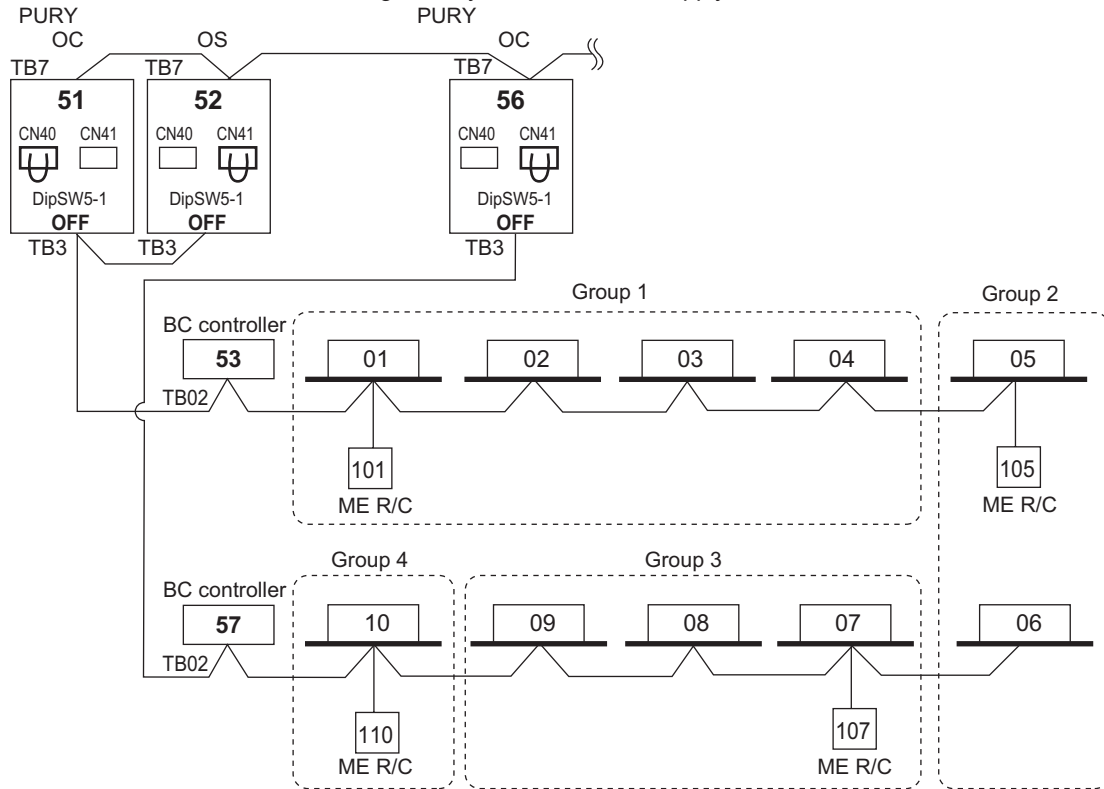 PURY
PURY
OC
OS
OC
TB7
TB7
TB7
51
52
56
CN40
CN41
CN40
CN41
CN40
CN41
DipSW5-1
DipSW5-1
DipSW5-1
OFF
OFF
OFF
TB3
TB3
TB3
Group 1
Group 2
BC controller
53
01
02
03
04
05
TB02
101
105
ME R/C
ME R/C
Group 4
Group 3
BC controller
57
10
09
08
07
06
TB02
110
107
ME R/C
ME R/C